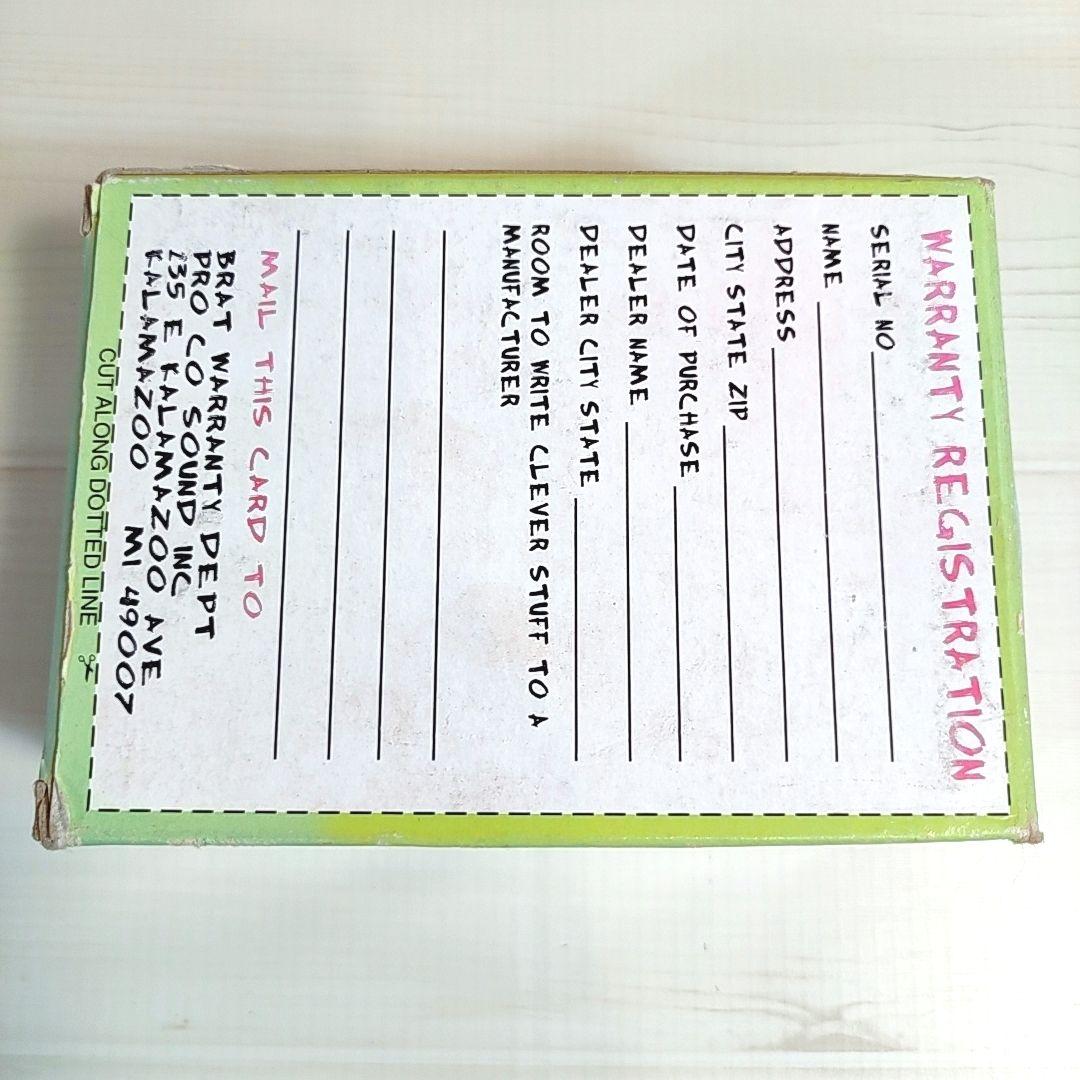 WARRANTY REGISTRATION
SERIAL NO
NAME
ADDRESS
CITY STATE ZIP
DATE OF PURCHASE
DEALER NAME
DEALER CITY STATE
ROOM TO WRITE CLEVER STUFF TO A
MANUFACTURER
MAIL THIS CARD TO
BRAT WARRANTY DEPT
PRO CO SOUND INC
235 E KALAMAZOO AVE
KALAMAZOO MI 49007
CUT ALONG DOTTED LINE